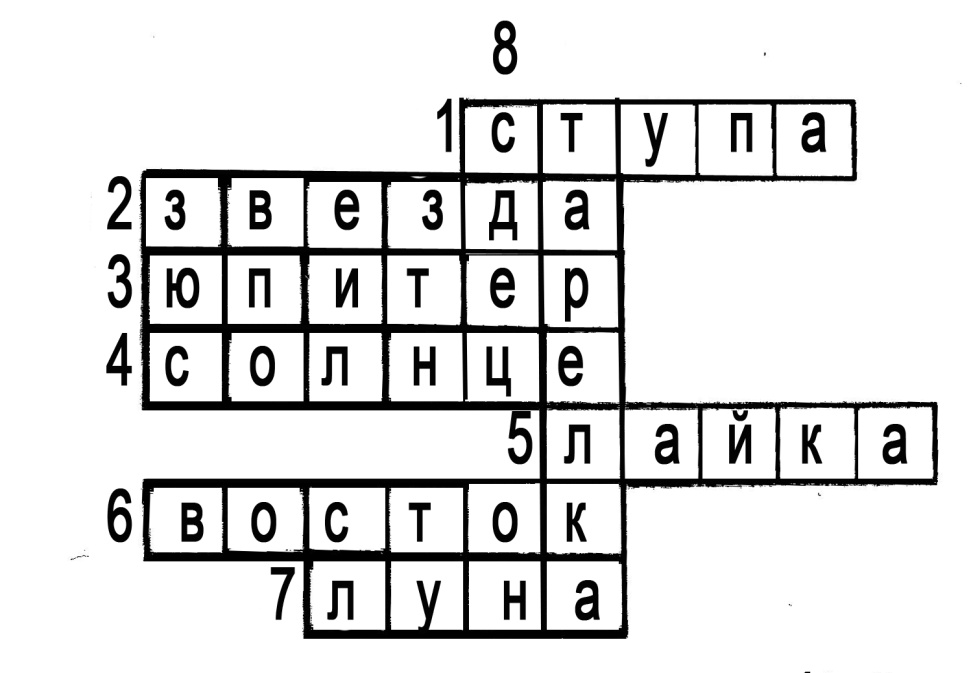 8
1 ступа
2 звезда
3 юпитер
4 солнце
5 лайка
6 восток
7 луна